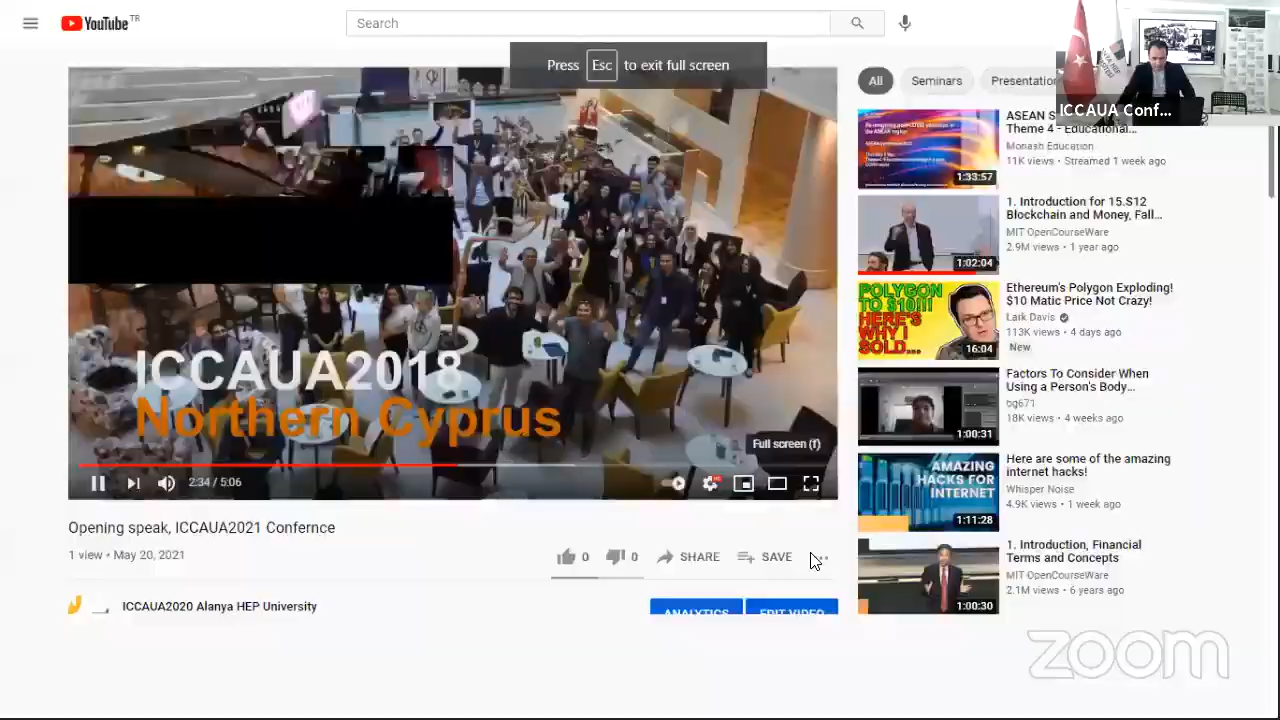 YouTube TR
Search
Press Esc to exit full screen
All
Seminars
Presentation
ICCAUA Conf...
ICCAUA2018
Northern Cyprus
Full screen (f)
2:34 / 5:06
Opening speak, ICCAUA2021 Confernce
1 view • May 20, 2021
0
0
SHARE
SAVE
ICCAUA2020 Alanya HEP University
ANALYTICS
EDIT VIDEO
ASEAN S
Theme 4 - Educational...
Monash Education
11K views • Streamed 1 week ago
1:33:57
1. Introduction for 15.S12
Blockchain and Money, Fall...
MIT OpenCourseWare
2.9M views • 1 year ago
1:02:04
POLYGON
TO $10!!!
HERE'S
WHY I
SOLD...
16:04
Ethereum's Polygon Exploding!
$10 Matic Price Not Crazy!
Lark Davis
113K views • 4 days ago
New
Factors To Consider When
Using a Person's Body...
bg671
18K views • 4 weeks ago
1:00:31
AMAZING
HACKS FOR
INTERNET
1:11:28
Here are some of the amazing
internet hacks!
Whisper Noise
4.9K views • 1 week ago
1. Introduction, Financial
Terms and Concepts
MIT OpenCourseWare
2.1M views • 6 years ago
1:00:30
zoom